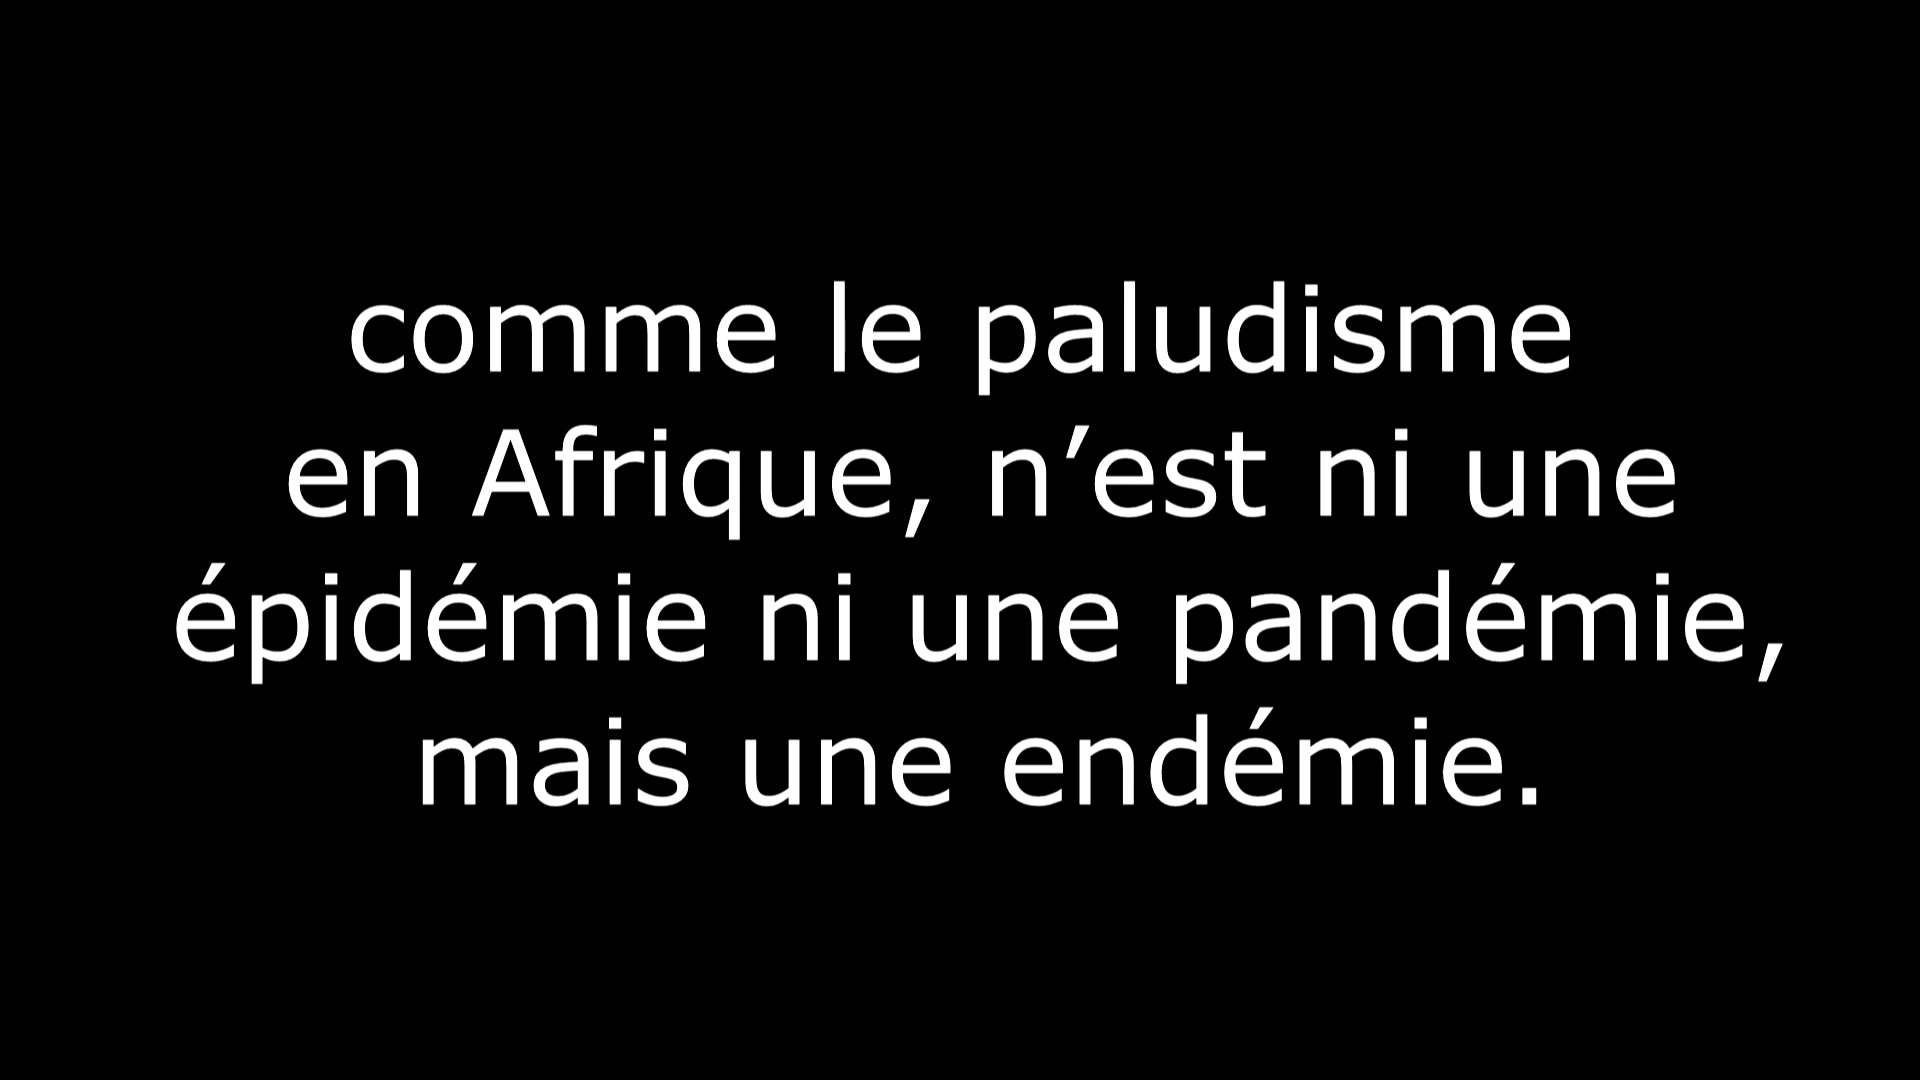 comme le paludisme
en Afrique, n’est ni une
épidémie ni une pandémie,
mais une endémie.